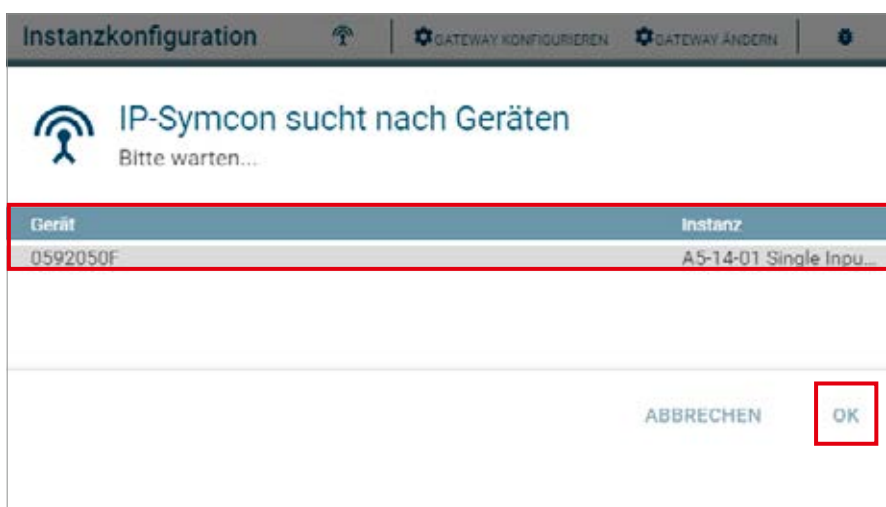 Instanzkonfiguration GATEWAY KONFIGURIEREN GATEWAY ÄNDERN
IP-Symcon sucht nach Geräten
Bitte warten...
Gerät Instanz
0592050F A5-14-01 Single Inpu...
ABBRECHEN OK